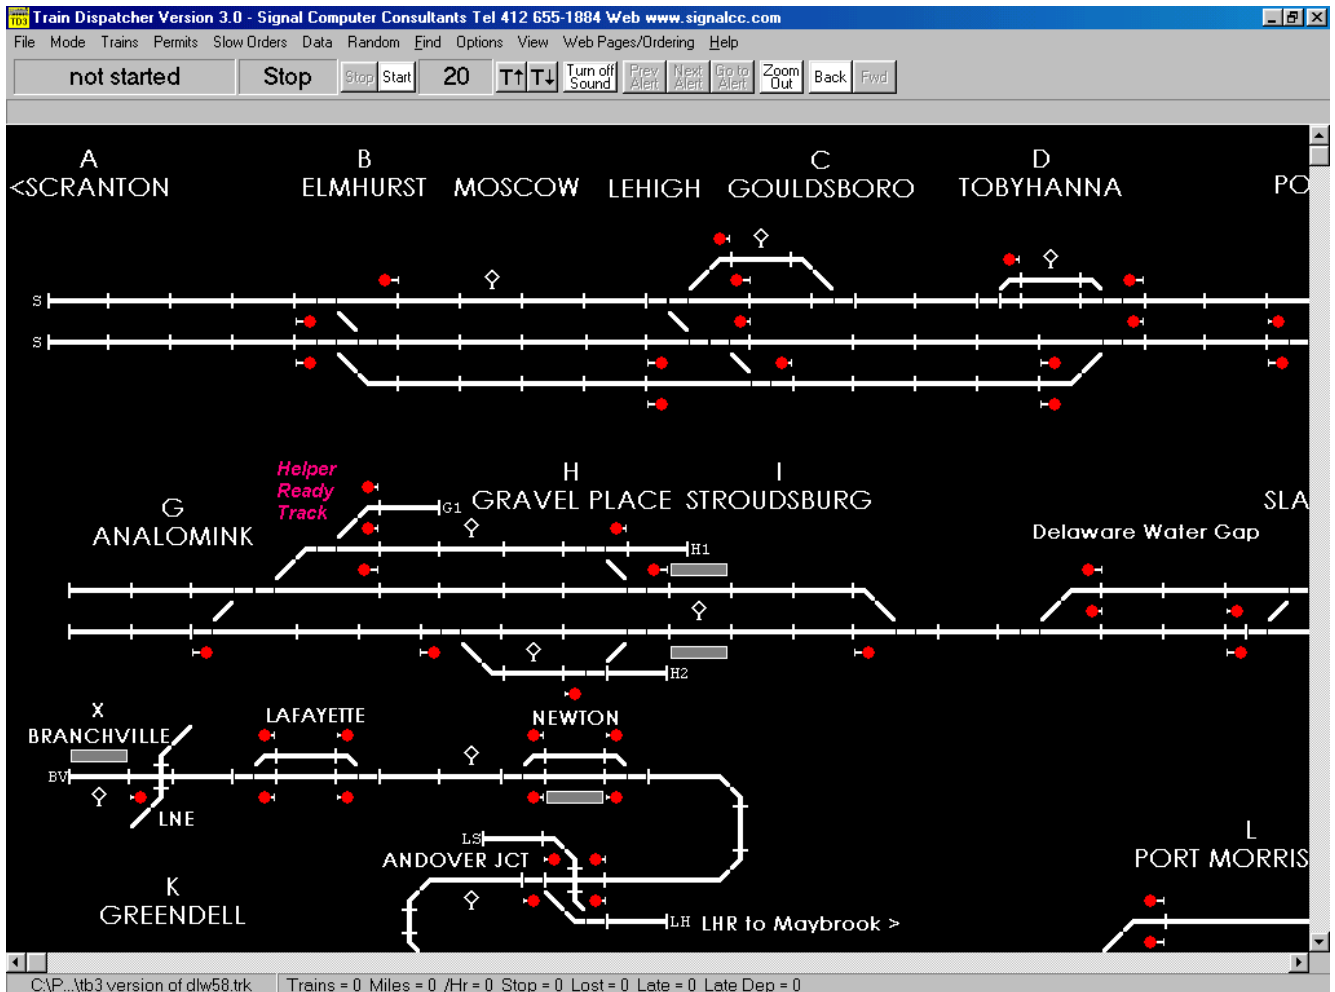 Train Dispatcher Version 3.0 - Signal Computer Consultants Tel 412 655-1884 Web www.signalcc.com
File Mode Trains Permits Slow Orders Data Random Find Options View Web Pages/Ordering Help
not started Stop Stop Start 20 T↑ T↓ Turn off Sound Prev Alert Next Alert Go to Alert Zoom Out Back Fwd
A B C D
<SCRANTON ELMHURST MOSCOW LEHIGH GOULDSBORO TOBYHANNA PO
S
S
Helper
Ready
Track
G1
H I
GRAVEL PLACE STROUDSBURG SLA
G
ANALOMINK
Delaware Water Gap
H1
H2
X
BRANCHVILLE LAFAYETTE NEWTON
BV
LNE
LS
ANDOVER JCT
L
PORT MORRIS
K
GREENDELL
LH LHR to Maybrook >
C:\P...\tb3 version of dlw58.trk Trains = 0 Miles = 0 /Hr = 0 Stop = 0 Lost = 0 Late = 0 Late Dep = 0